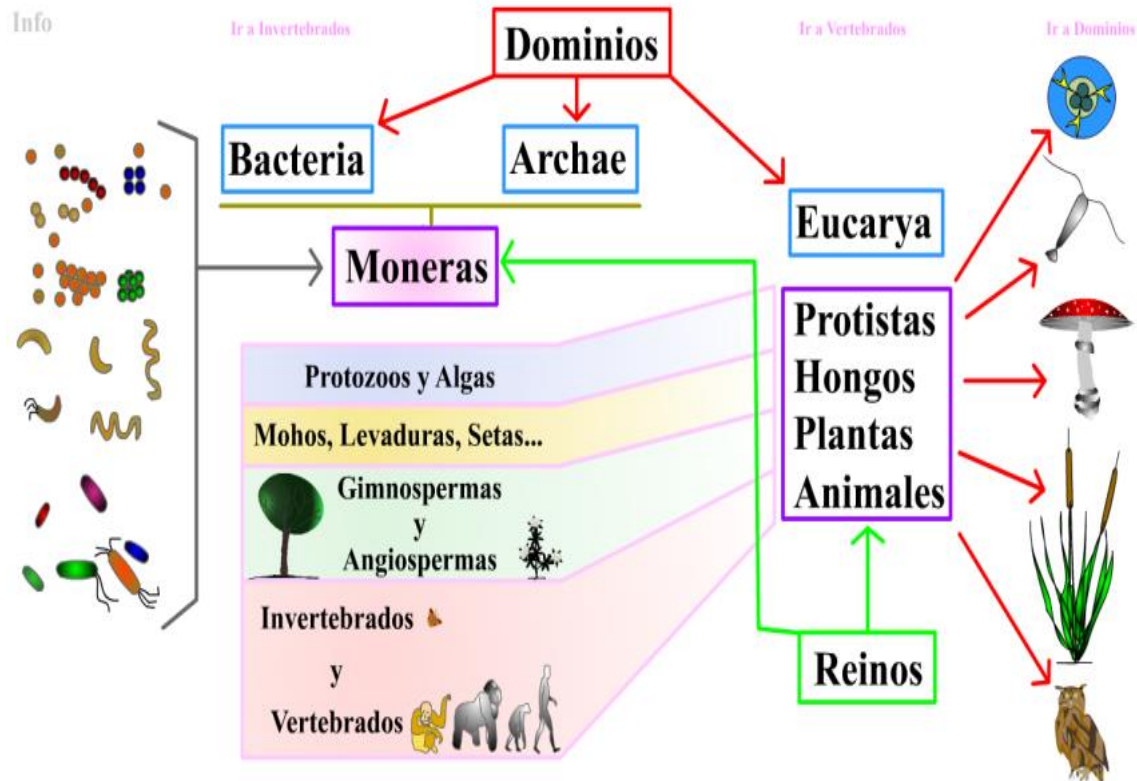 Info
Ir a Invertebrados
Dominios
Ir a Vertebrados
Ir a Dominios
Bacteria
Archae
Eucarya
Moneras
Protistas
Hongos
Plantas
Animales
Protozoos y Algas
Mohos, Levaduras, Setas...
Gimnospermas
y
Angiospermas
Invertebrados
y
Vertebrados
Reinos